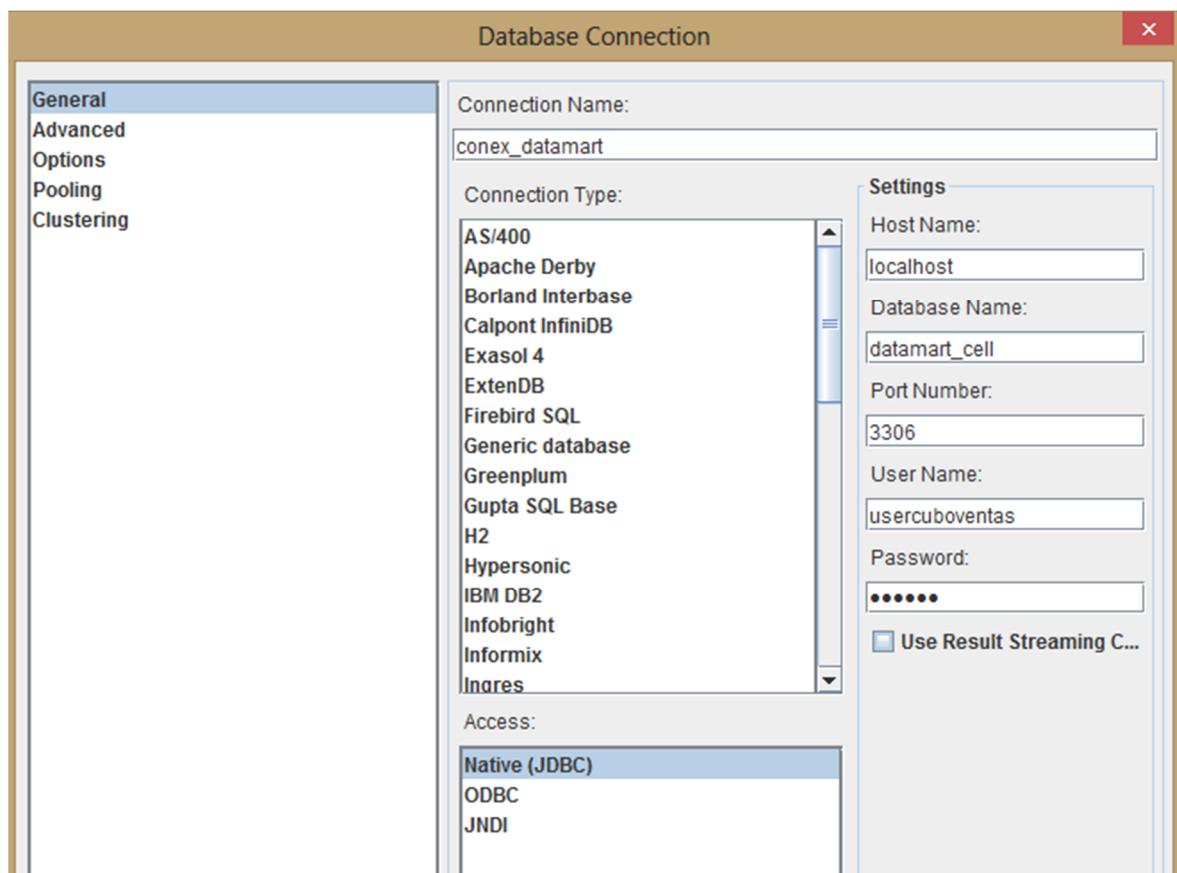 Database Connection
General
Advanced
Options
Pooling
Clustering
Connection Name:
conex_datamart
Connection Type:
AS/400
Apache Derby
Borland Interbase
Calpont InfiniDB
Exasol 4
ExtenDB
Firebird SQL
Generic database
Greenplum
Gupta SQL Base
H2
Hypersonic
IBM DB2
Infobright
Informix
Ingres
Access:
Native (JDBC)
ODBC
JNDI
Settings
Host Name:
localhost
Database Name:
datamart_cell
Port Number:
3306
User Name:
usercuboventas
Password:
••••••
Use Result Streaming C...